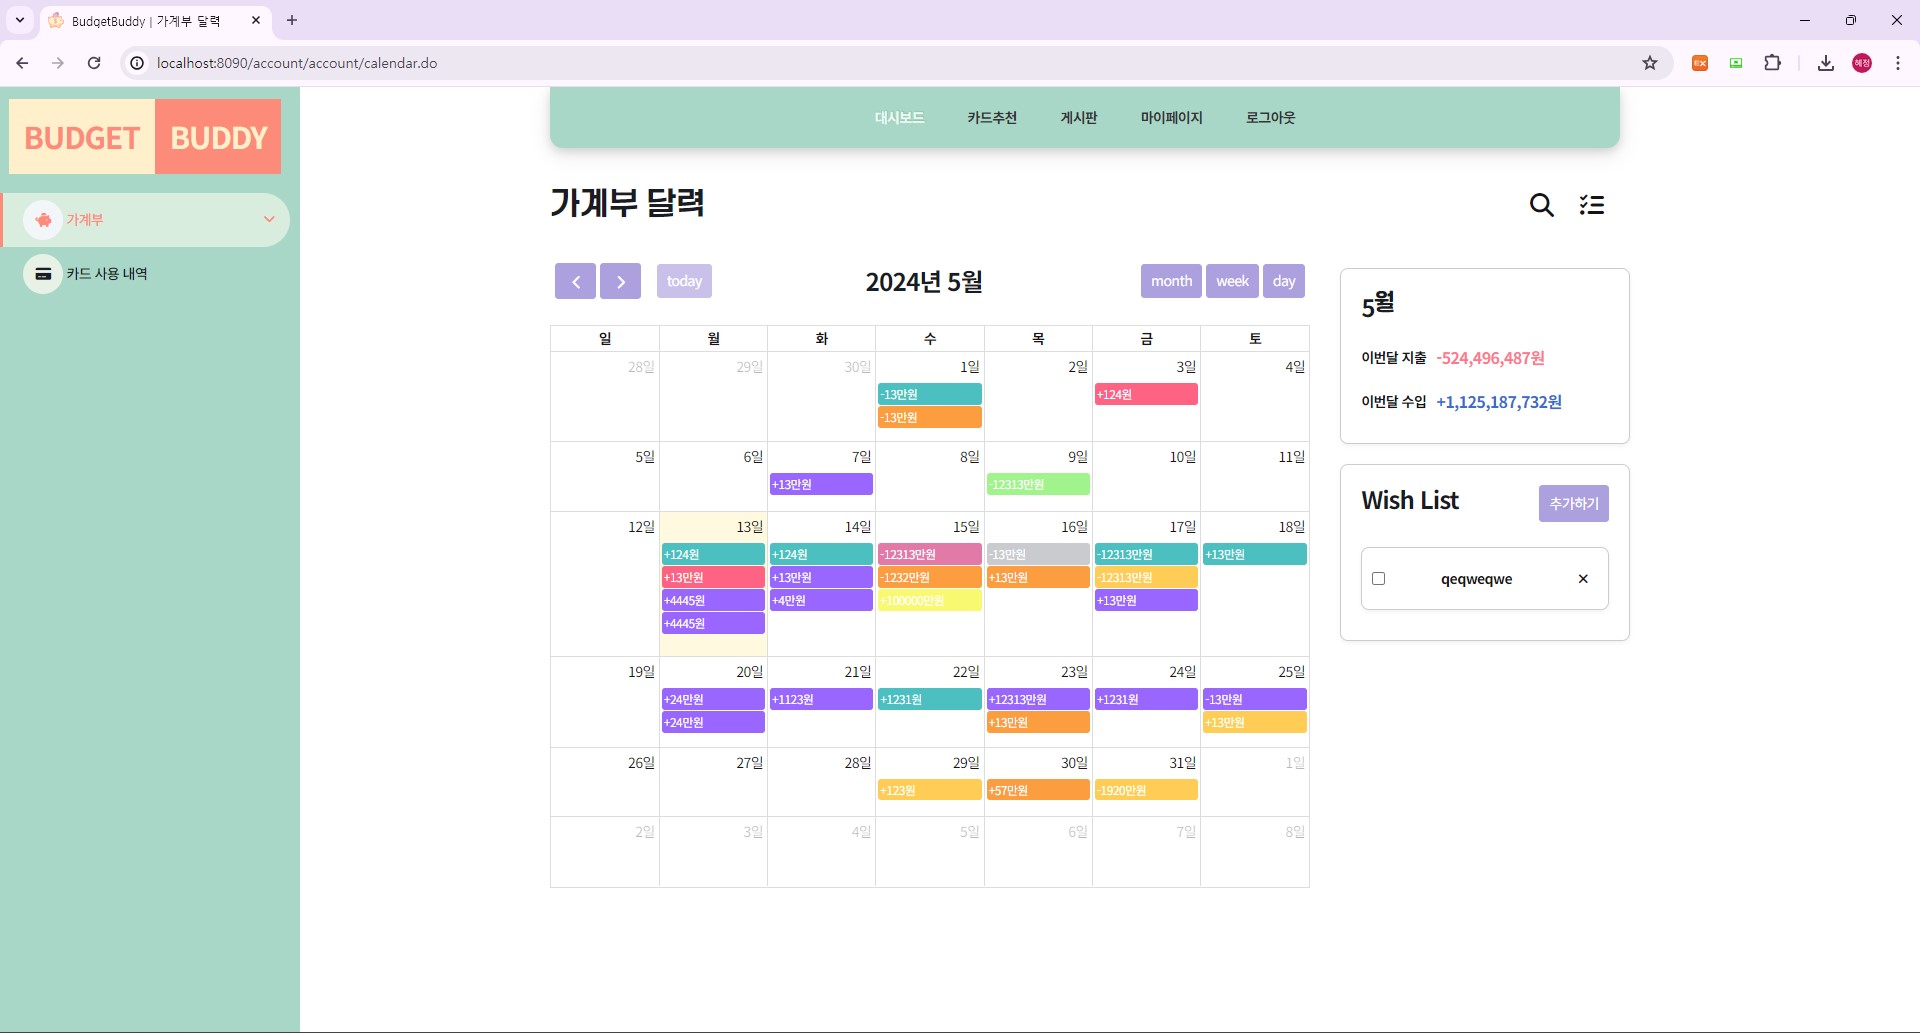 BudgetBuddy | 가계부 달력
localhost:8090/account/account/calendar.do
혜정
BUDGET BUDDY
가계부
카드 사용 내역
대시보드 카드추천 게시판 마이페이지 로그아웃
가계부 달력
today 2024년 5월 month week day
일 월 화 수 목 금 토
28일 29일 30일 1일 2일 3일 4일
-13만원 +124원
-13만원
5일 6일 7일 8일 9일 10일 11일
+13만원 -12313만원
12일 13일 14일 15일 16일 17일 18일
+124원 +124원 -12313만원 -13만원 -12313만원 +13만원
+13만원 +13만원 -1232만원 +13만원 -12313만원
+4445원 +4만원 +100000만원 +13만원
+4445원
19일 20일 21일 22일 23일 24일 25일
+24만원 +1123원 +1231원 +12313만원 +1231원 -13만원
+24만원 +13만원 +13만원
26일 27일 28일 29일 30일 31일 1일
+123원 +57만원 -1920만원
2일 3일 4일 5일 6일 7일 8일
5월
이번달 지출 -524,496,487원
이번달 수입 +1,125,187,732원
Wish List 추가하기
qeqweqwe